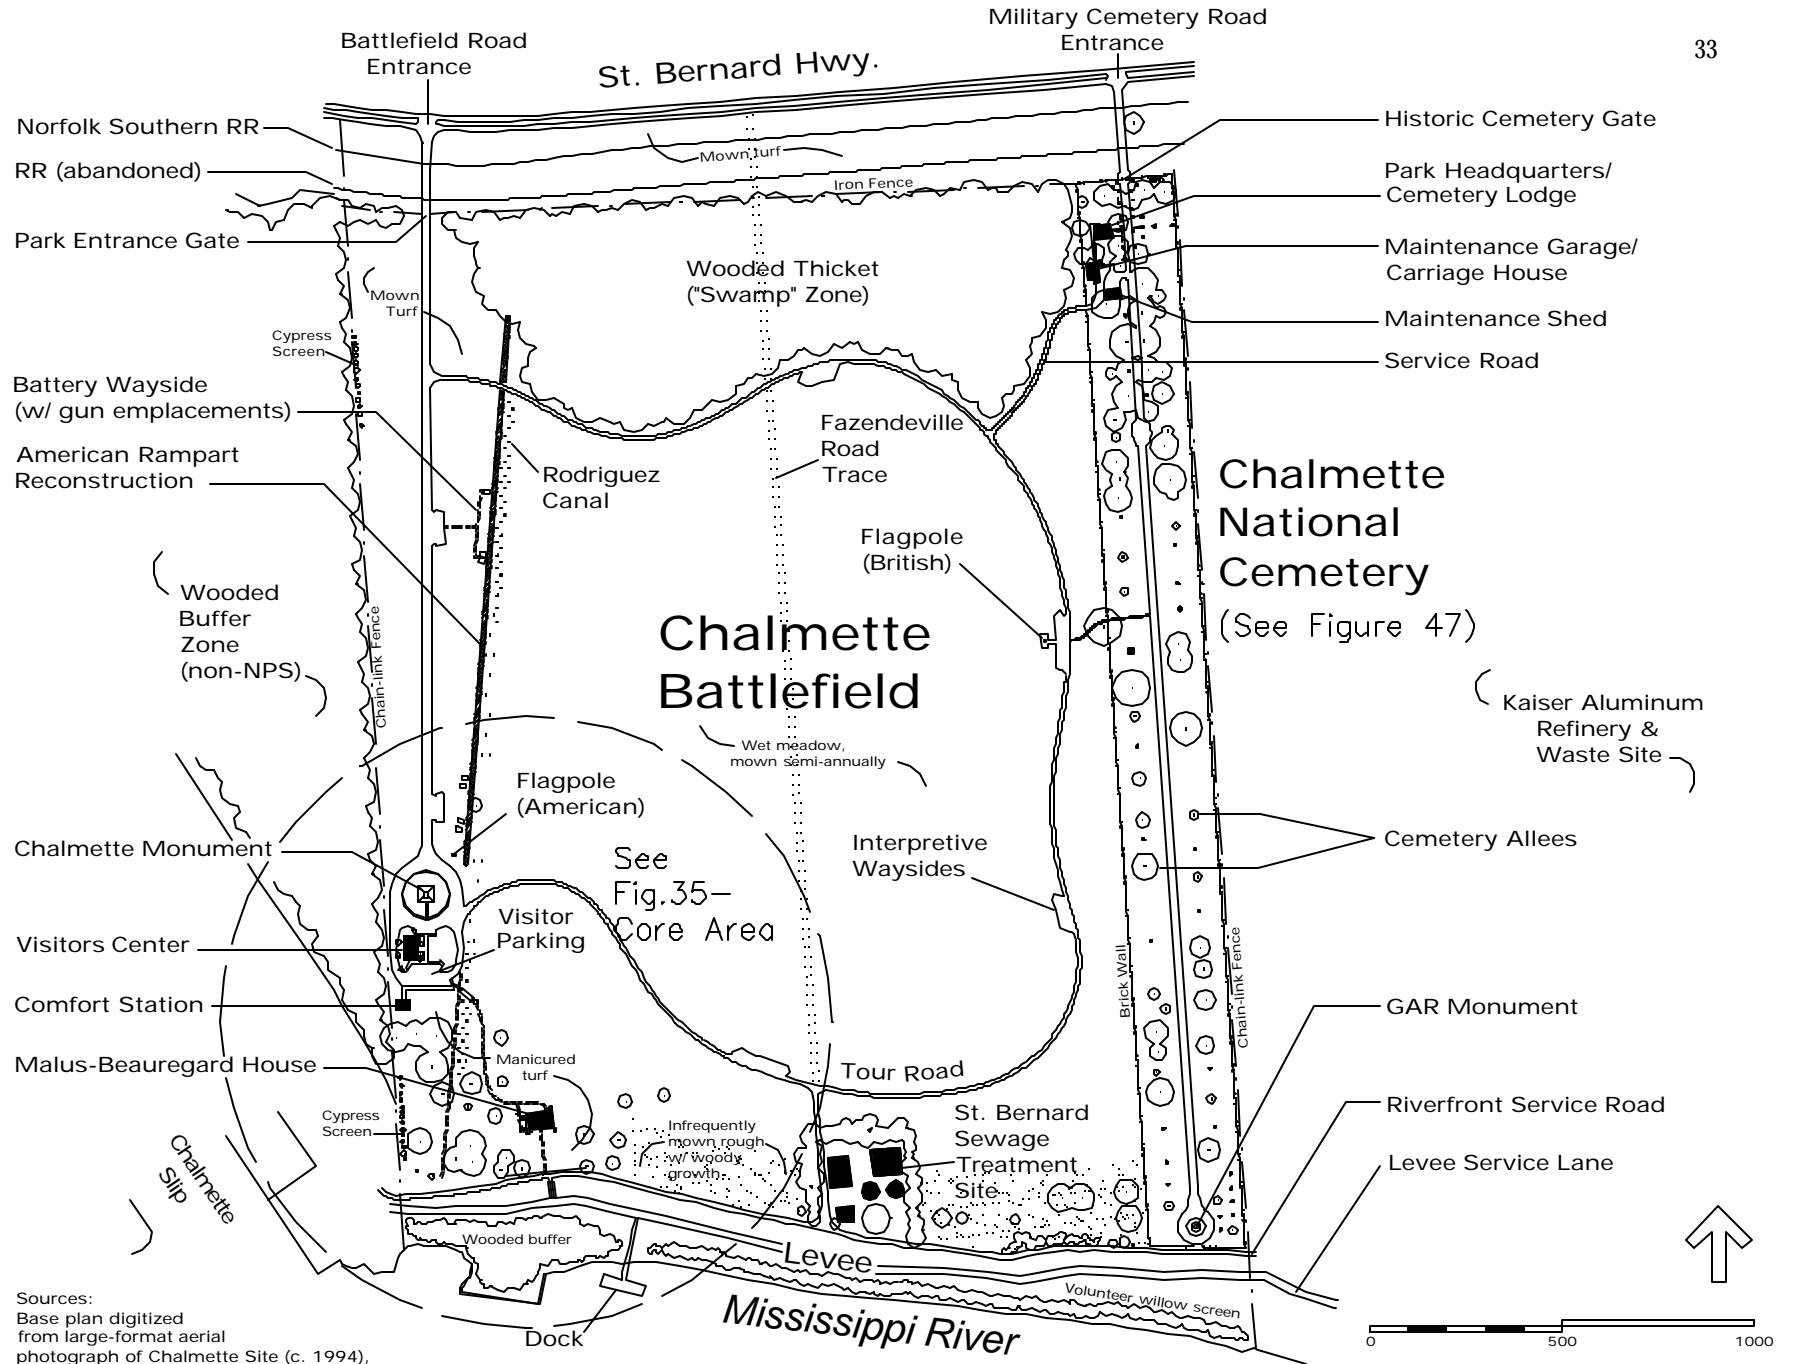 33
Military Cemetery Road
Entrance
Battlefield Road
Entrance
St. Bernard Hwy.
Norfolk Southern RR
RR (abandoned)
Park Entrance Gate
Mown turf
Iron Fence
Historic Cemetery Gate
Park Headquarters/
Cemetery Lodge
Maintenance Garage/
Carriage House
Maintenance Shed
Service Road
Wooded Thicket
("Swamp" Zone)
Mown
Turf
Cypress
Screen
Battery Wayside
(w/ gun emplacements)
American Rampart
Reconstruction
Rodriguez
Canal
Fazendeville
Road
Trace
Flagpole
(British)
Chalmette
National
Cemetery
(See Figure 47)
Wooded
Buffer
Zone
(non-NPS)
Chain-link Fence
Chalmette
Battlefield
Wet meadow,
mown semi-annually
Kaiser Aluminum
Refinery &
Waste Site
Flagpole
(American)
Chalmette Monument
See
Fig.35-
Core Area
Interpretive
Waysides
Cemetery Allees
Visitor
Parking
Visitors Center
Comfort Station
Brick Wall
Chain-link Fence
GAR Monument
Malus-Beauregard House
Manicured
turf
Tour Road
Cypress
Screen
Infrequently
mown rough
w/ woody
growth
St. Bernard
Sewage
Treatment
Site
Riverfront Service Road
Levee Service Lane
Chalmette
Slip
Wooded buffer
Levee
Volunteer willow screen
Mississippi River
Dock
Sources:
Base plan digitized
from large-format aerial
photograph of Chalmette Site (c. 1994),
0 500 1000